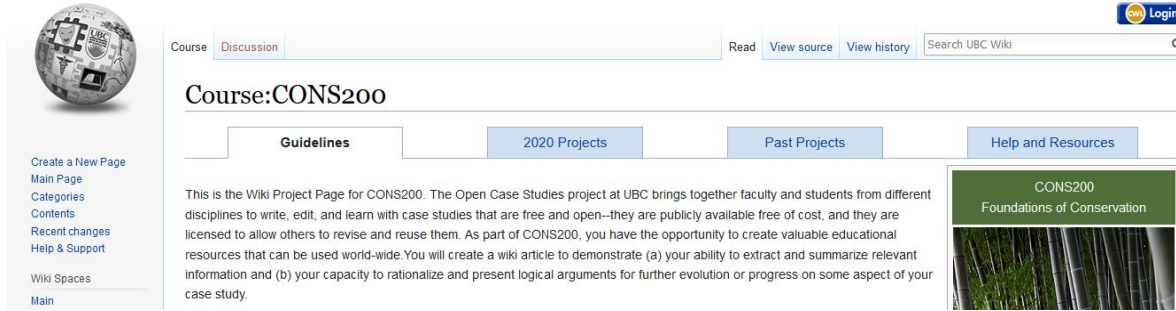 CWL Login
UBC
Course Discussion Read View source View history Search UBC Wiki
Course:CONS200
Guidelines 2020 Projects Past Projects Help and Resources
Create a New Page
Main Page
Categories
Contents
Recent changes
Help & Support
Wiki Spaces
Main
This is the Wiki Project Page for CONS200. The Open Case Studies project at UBC brings together faculty and students from different
disciplines to write, edit, and learn with case studies that are free and open--they are publicly available free of cost, and they are
licensed to allow others to revise and reuse them. As part of CONS200, you have the opportunity to create valuable educational
resources that can be used world-wide.You will create a wiki article to demonstrate (a) your ability to extract and summarize relevant
information and (b) your capacity to rationalize and present logical arguments for further evolution or progress on some aspect of your
case study.
CONS200
Foundations of Conservation